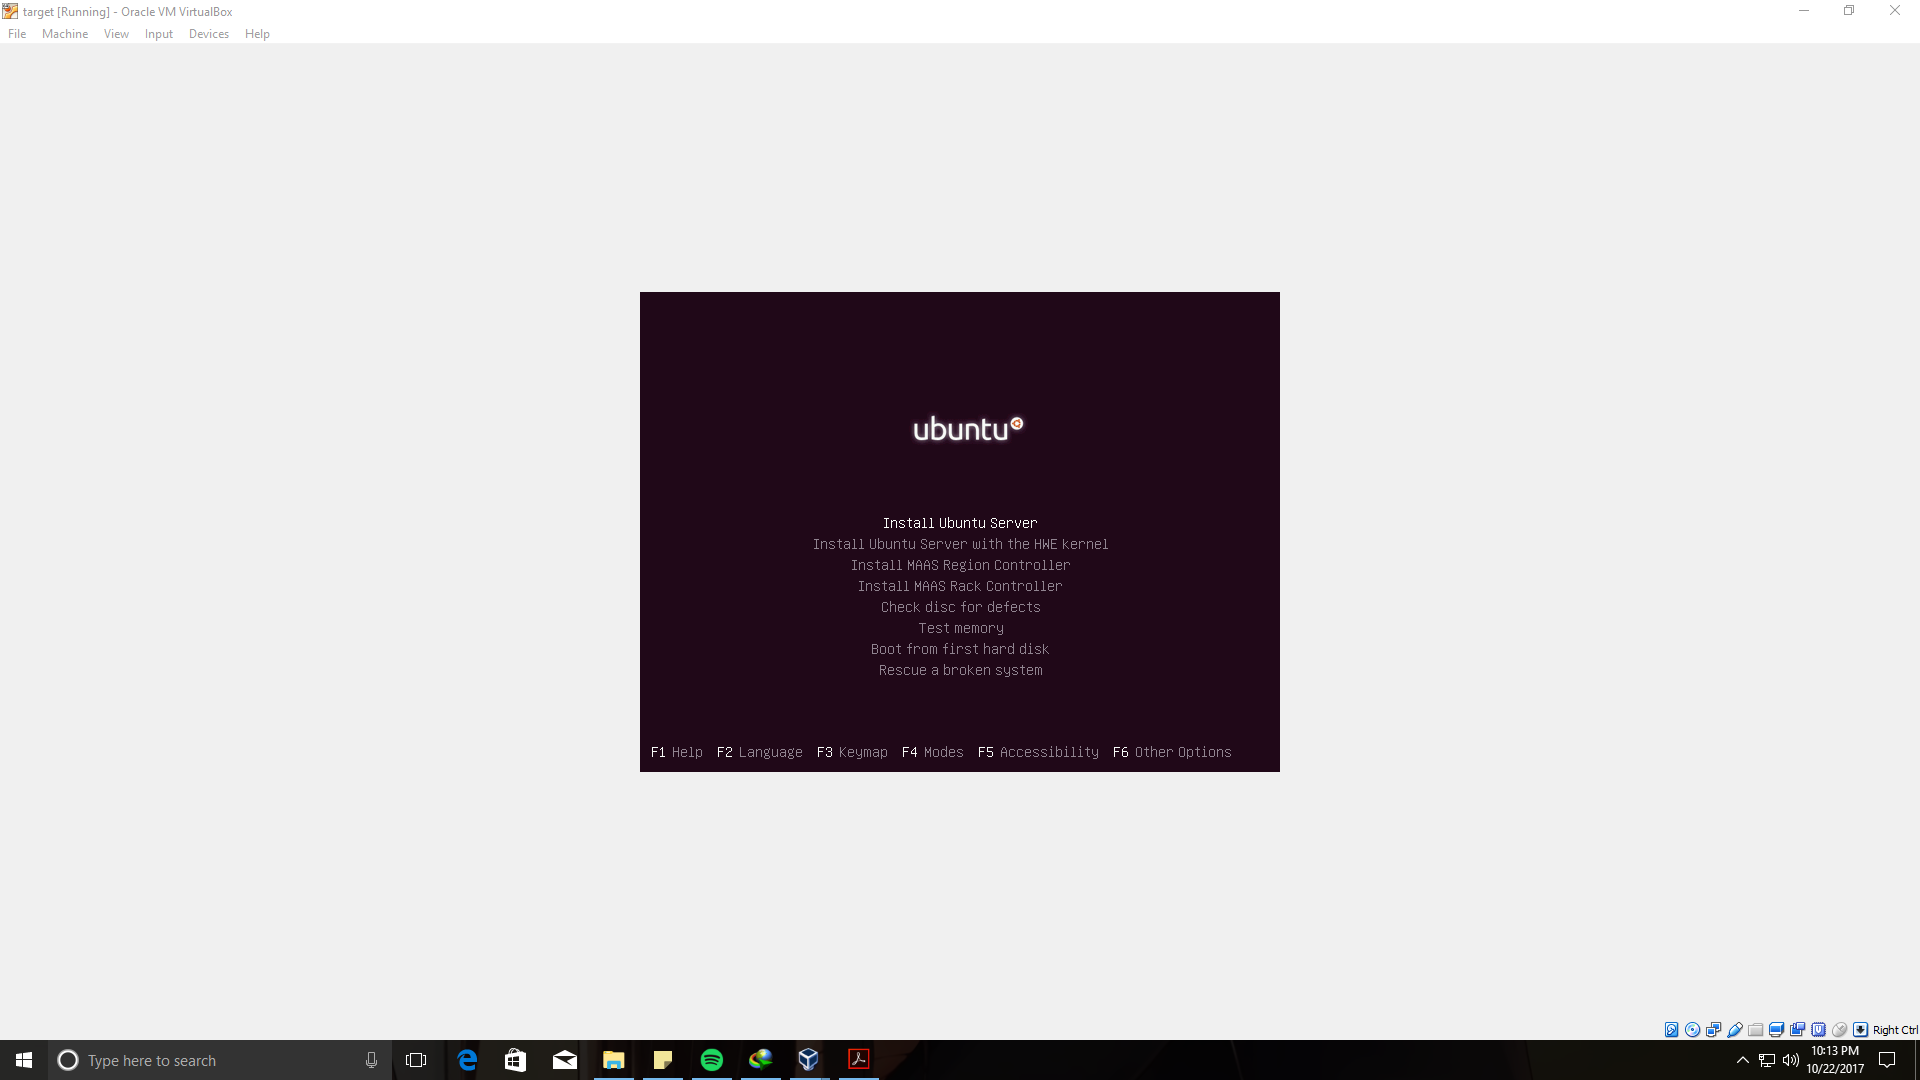 target [Running] - Oracle VM VirtualBox
File Machine View Input Devices Help
ubuntu
Install Ubuntu Server
Install Ubuntu Server with the HWE kernel
Install MAAS Region Controller
Install MAAS Rack Controller
Check disc for defects
Test memory
Boot from first hard disk
Rescue a broken system
F1 Help F2 Language F3 Keymap F4 Modes F5 Accessibility F6 Other Options
Right Ctrl
Type here to search
10:13 PM
10/22/2017